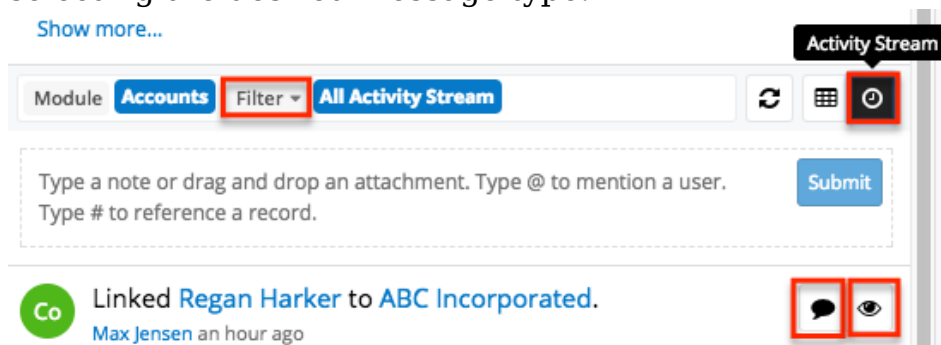 Show more...
Activity Stream
Module Accounts Filter All Activity Stream
Type a note or drag and drop an attachment. Type @ to mention a user.
Submit
Type # to reference a record.
Co
Linked Regan Harker to ABC Incorporated.
Max Jensen an hour ago